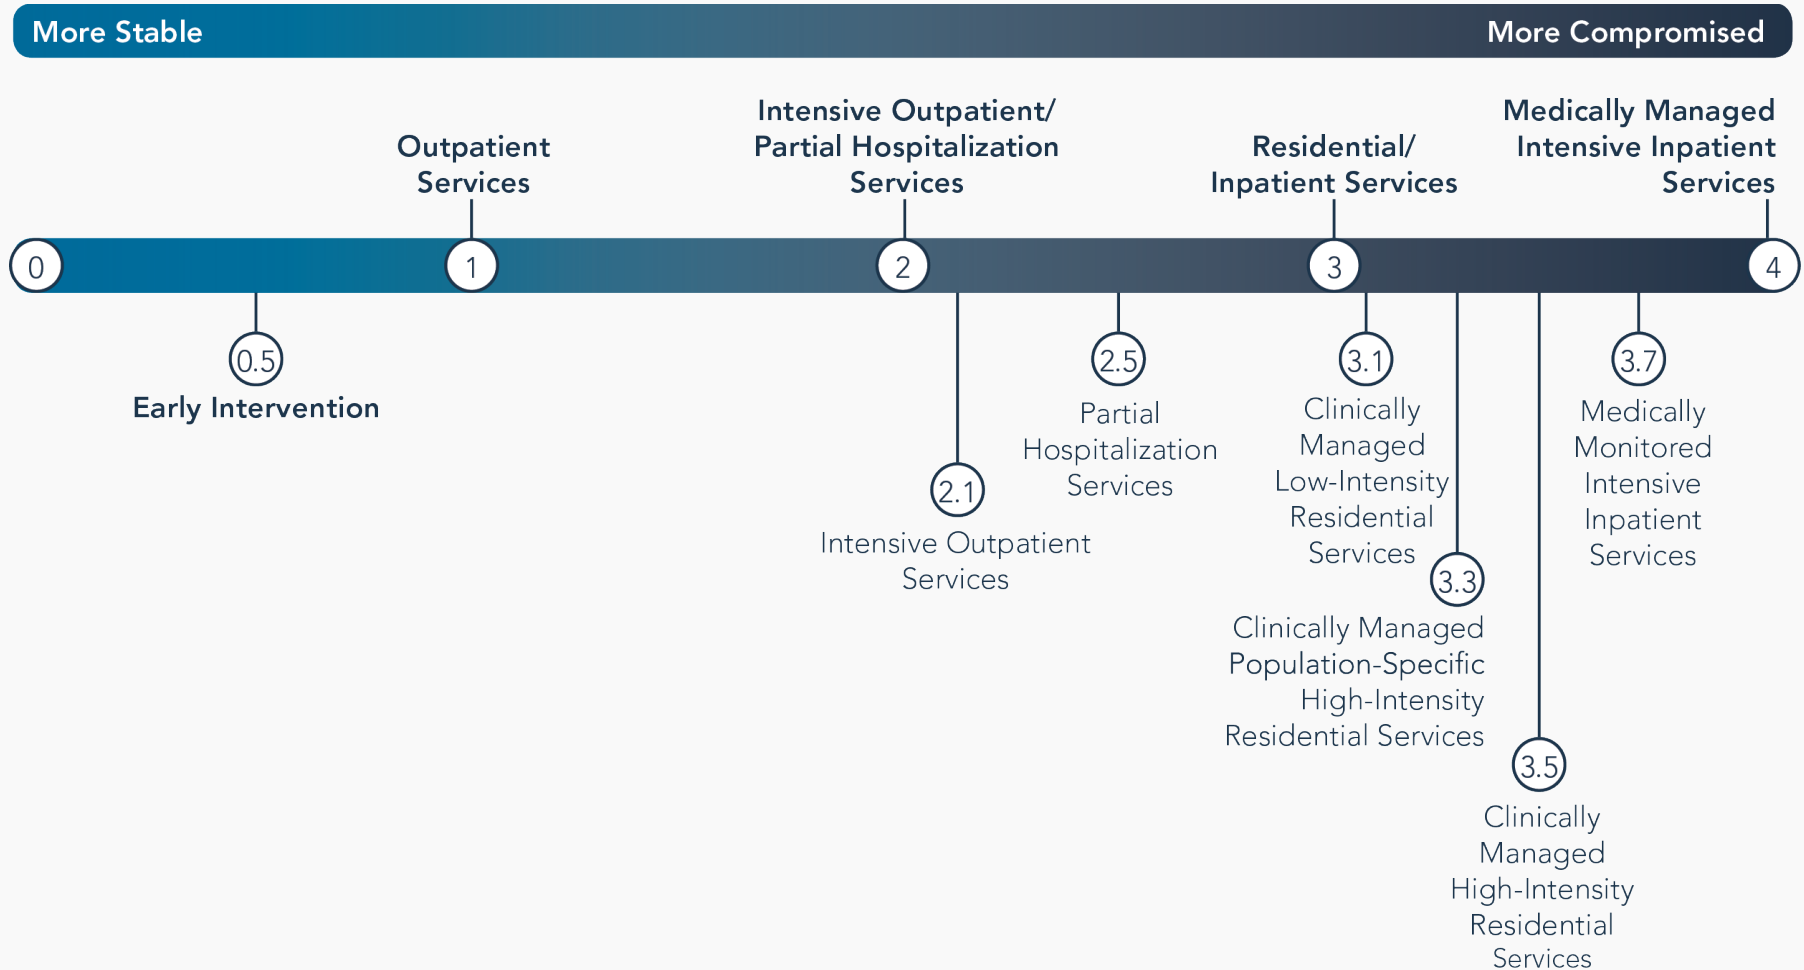 More Stable
More Compromised
Outpatient
Services
Intensive Outpatient/
Partial Hospitalization
Services
Residential/
Inpatient Services
Medically Managed
Intensive Inpatient
Services
0
1
2
3
4
0.5
Early Intervention
2.1
Intensive Outpatient
Services
2.5
Partial
Hospitalization
Services
3.1
Clinically
Managed
Low-Intensity
Residential
Services
3.3
Clinically Managed
Population-Specific
High-Intensity
Residential Services
3.5
Clinically
Managed
High-Intensity
Residential
Services
3.7
Medically
Monitored
Intensive
Inpatient
Services